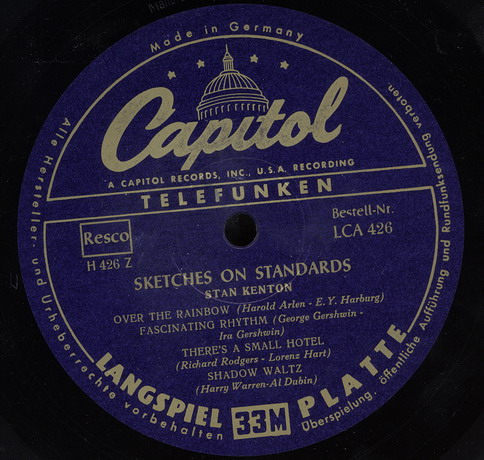 Made in Germany
Capitol
A CAPITOL RECORDS, INC., U.S.A. RECORDING
TELEFUNKEN
Resco
H 426 Z
Bestell-Nr.
LCA 426
SKETCHES ON STANDARDS
STAN KENTON
OVER THE RAINBOW (Harold Arlen - E. Y. Harburg)
FASCINATING RHYTHM (George Gershwin -
Ira Gershwin)
THERE'S A SMALL HOTEL
(Richard Rodgers - Lorenz Hart)
SHADOW WALTZ
(Harry Warren-Al Dubin)
LANGSPIEL 33M PLATTE
Alle Hersteller- und Urheberrechte vorbehalten
Überspielung, öffentliche Aufführung und Rundfunksendung verboten